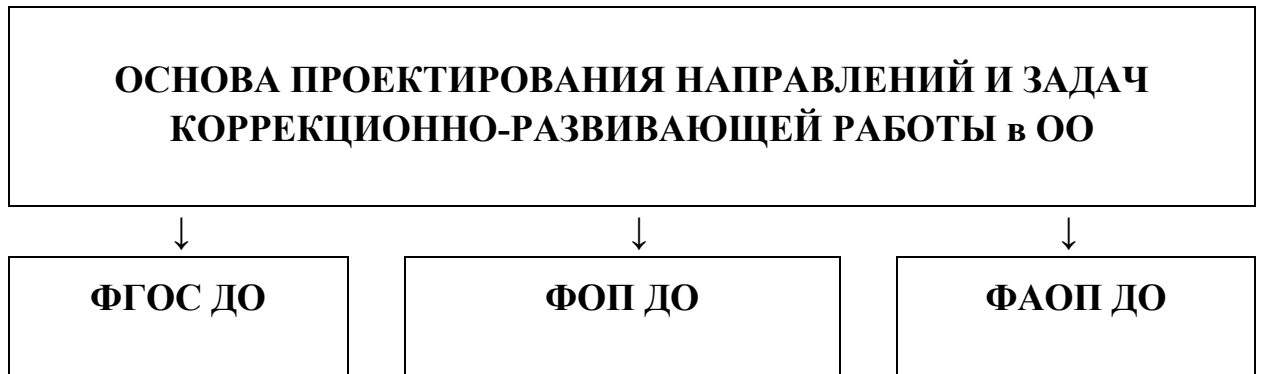 ОСНОВА ПРОЕКТИРОВАНИЯ НАПРАВЛЕНИЙ И ЗАДАЧ
КОРРЕКЦИОННО-РАЗВИВАЮЩЕЙ РАБОТЫ в ОО
↓ ↓ ↓
ФГОС ДО ФОП ДО ФАОП ДО